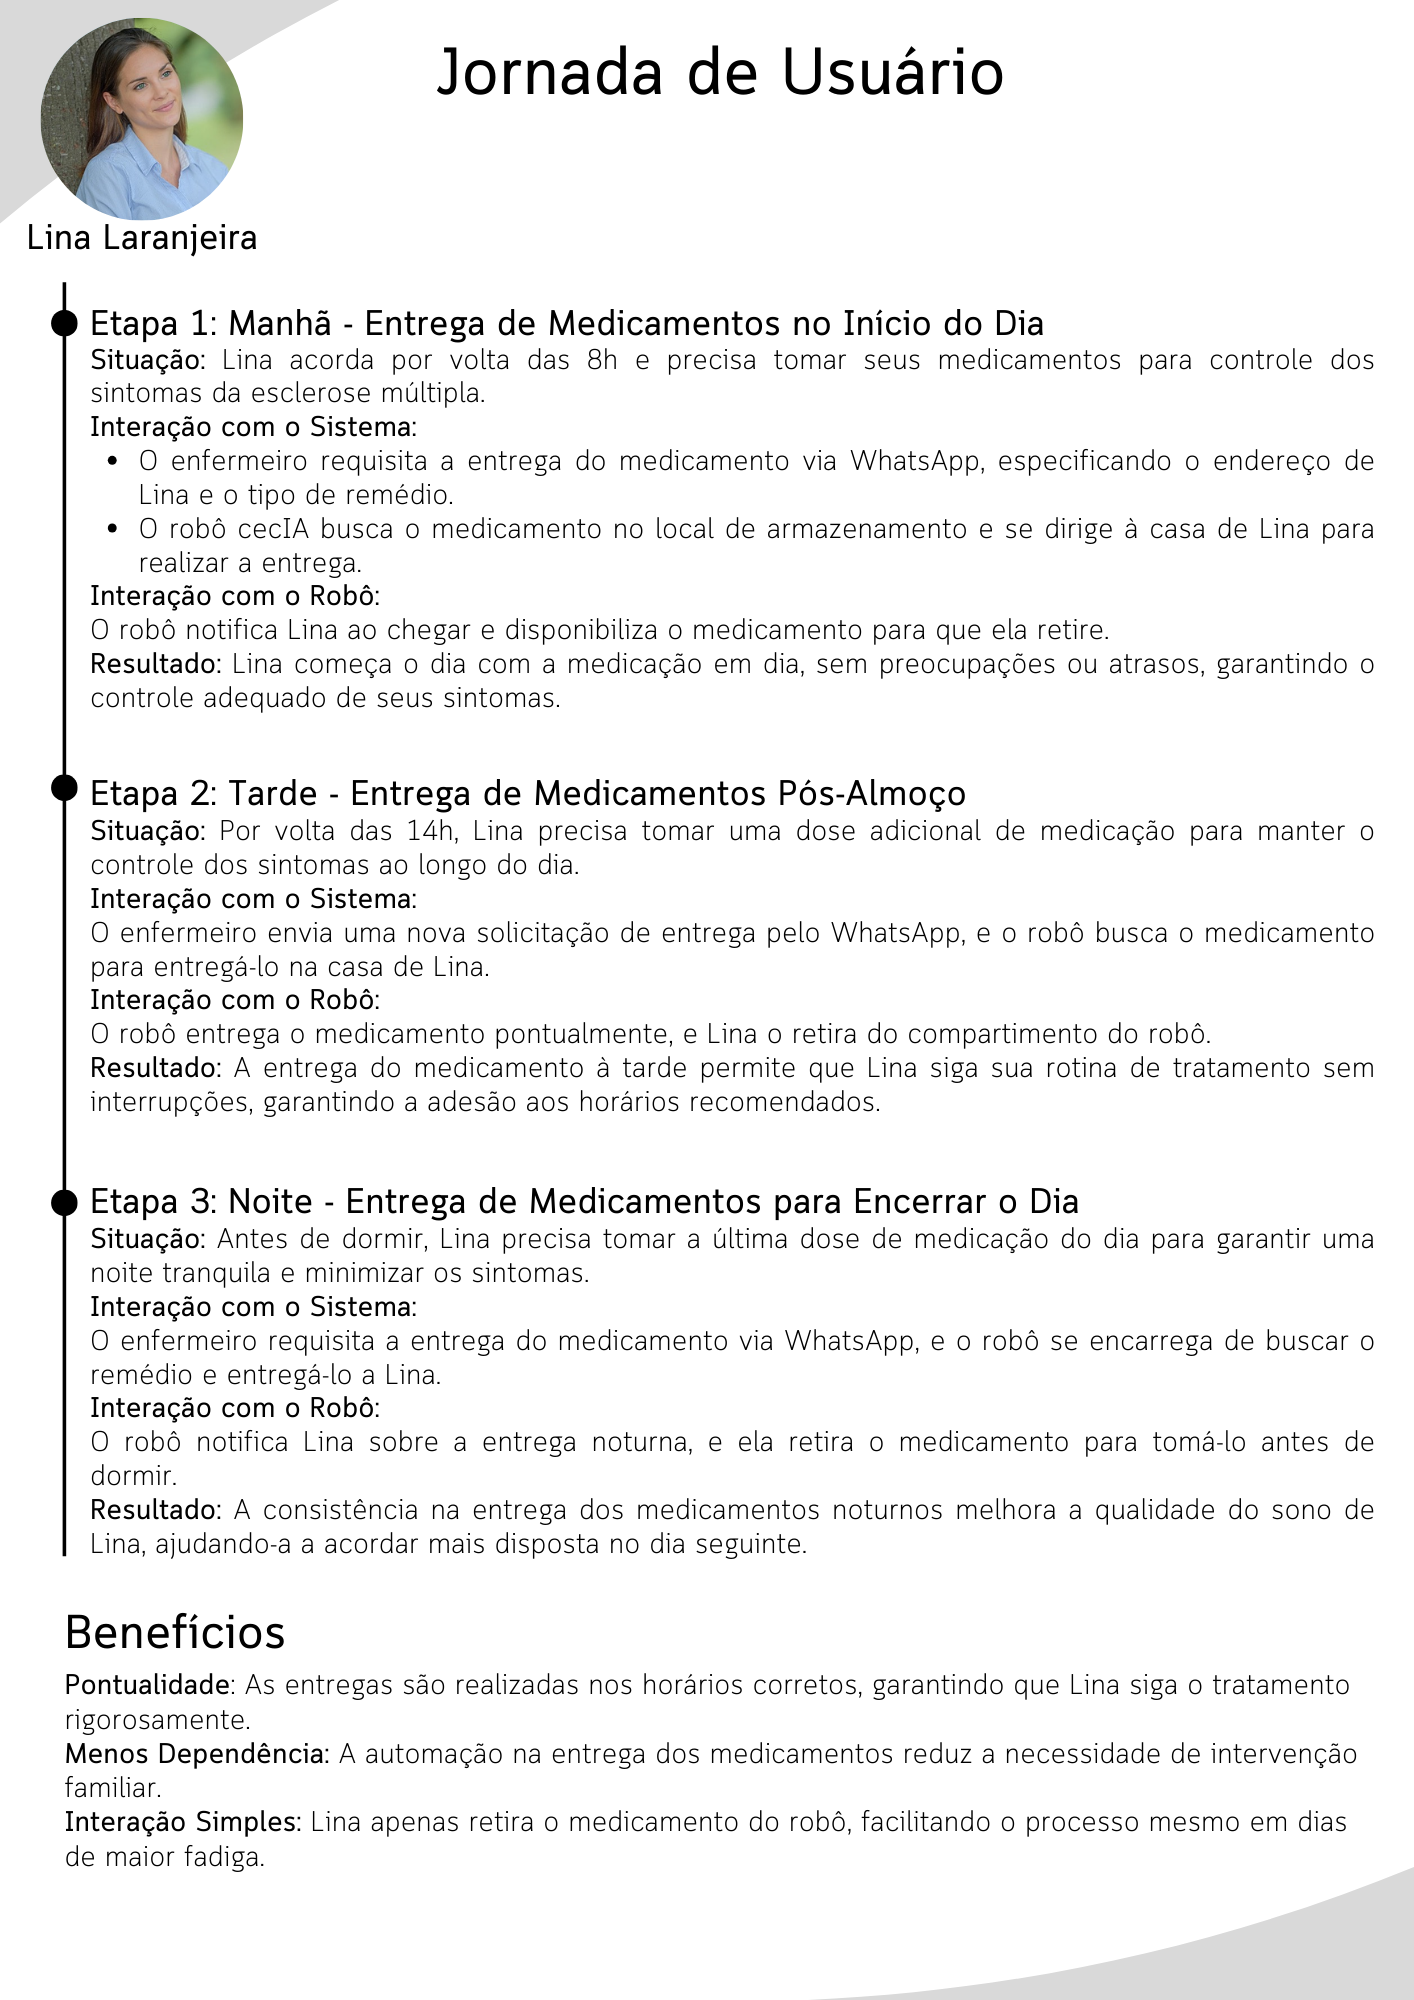 Jornada de Usuário
Lina Laranjeira
Etapa 1: Manhã - Entrega de Medicamentos no Início do Dia
Situação: Lina acorda por volta das 8h e precisa tomar seus medicamentos para controle dos
sintomas da esclerose múltipla.
Interação com o Sistema:
• O enfermeiro requisita a entrega do medicamento via WhatsApp, especificando o endereço de
Lina e o tipo de remédio.
• O robô cecIA busca o medicamento no local de armazenamento e se dirige à casa de Lina para
realizar a entrega.
Interação com o Robô:
O robô notifica Lina ao chegar e disponibiliza o medicamento para que ela retire.
Resultado: Lina começa o dia com a medicação em dia, sem preocupações ou atrasos, garantindo o
controle adequado de seus sintomas.
Etapa 2: Tarde - Entrega de Medicamentos Pós-Almoço
Situação: Por volta das 14h, Lina precisa tomar uma dose adicional de medicação para manter o
controle dos sintomas ao longo do dia.
Interação com o Sistema:
O enfermeiro envia uma nova solicitação de entrega pelo WhatsApp, e o robô busca o medicamento
para entregá-lo na casa de Lina.
Interação com o Robô:
O robô entrega o medicamento pontualmente, e Lina o retira do compartimento do robô.
Resultado: A entrega do medicamento à tarde permite que Lina siga sua rotina de tratamento sem
interrupções, garantindo a adesão aos horários recomendados.
Etapa 3: Noite - Entrega de Medicamentos para Encerrar o Dia
Situação: Antes de dormir, Lina precisa tomar a última dose de medicação do dia para garantir uma
noite tranquila e minimizar os sintomas.
Interação com o Sistema:
O enfermeiro requisita a entrega do medicamento via WhatsApp, e o robô se encarrega de buscar o
remédio e entregá-lo a Lina.
Interação com o Robô:
O robô notifica Lina sobre a entrega noturna, e ela retira o medicamento para tomá-lo antes de
dormir.
Resultado: A consistência na entrega dos medicamentos noturnos melhora a qualidade do sono de
Lina, ajudando-a a acordar mais disposta no dia seguinte.
Benefícios
Pontualidade: As entregas são realizadas nos horários corretos, garantindo que Lina siga o tratamento
rigorosamente.
Menos Dependência: A automação na entrega dos medicamentos reduz a necessidade de intervenção
familiar.
Interação Simples: Lina apenas retira o medicamento do robô, facilitando o processo mesmo em dias
de maior fadiga.